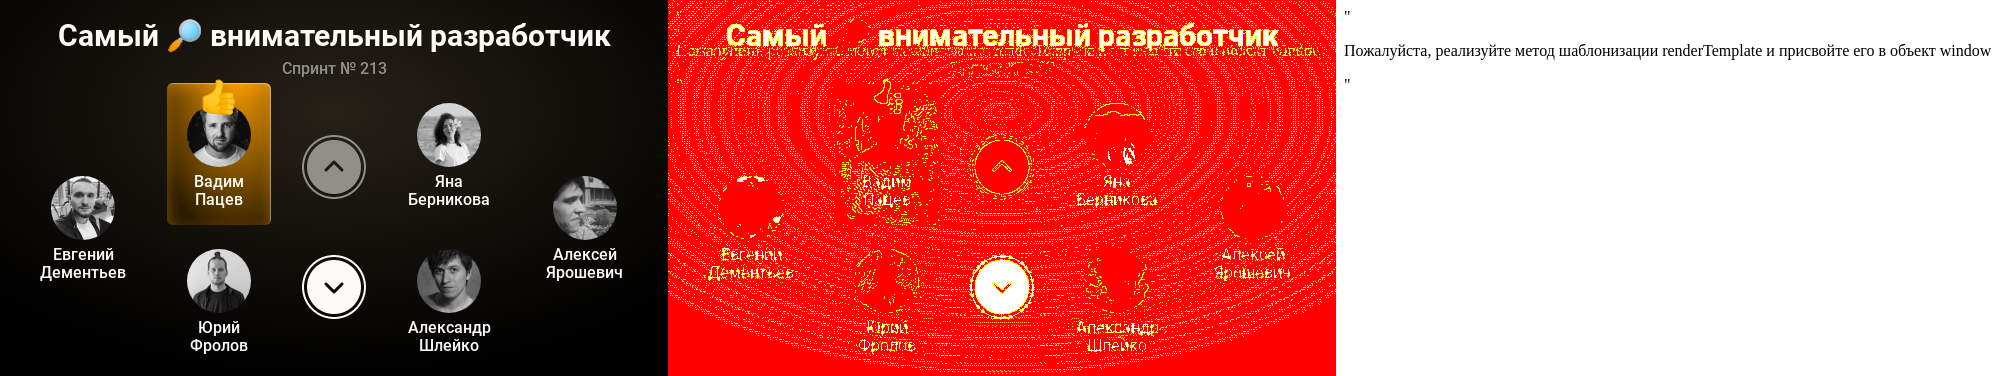 Самый 🔎 внимательный разработчик
Спринт № 213
Вадим
Пацев
Яна
Берникова
Евгений
Дементьев
Алексей
Ярошевич
Юрий
Фролов
Александр
Шлейко
Самый внимательный разработчик
Вадим
Пацев
Яна
Берникова
Евгений
Дементьев
Алексей
Ярошевич
Юрий
Фролов
Александр
Шлейко
"
Пожалуйста, реализуйте метод шаблонизации renderTemplate и присвойте его в объект window
"